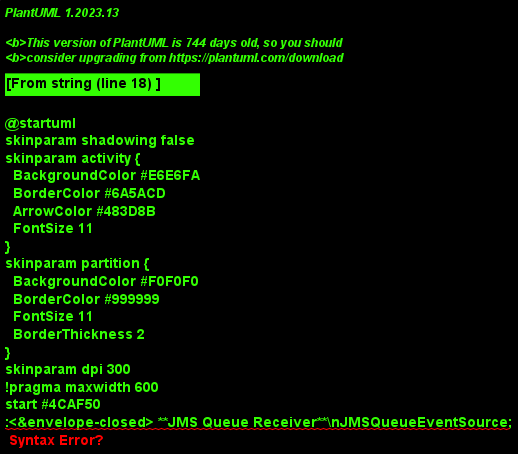 PlantUML 1.2023.13
<b>This version of PlantUML is 744 days old, so you should
<b>consider upgrading from https://plantuml.com/download
[From string (line 18) ]
@startuml
skinparam shadowing false
skinparam activity {
BackgroundColor #E6E6FA
BorderColor #6A5ACD
ArrowColor #483D8B
FontSize 11
}
skinparam partition {
BackgroundColor #F0F0F0
BorderColor #999999
FontSize 11
BorderThickness 2
}
skinparam dpi 300
!pragma maxwidth 600
start #4CAF50
:<&envelope-closed> **JMS Queue Receiver**\nJMSQueueEventSource;
Syntax Error?